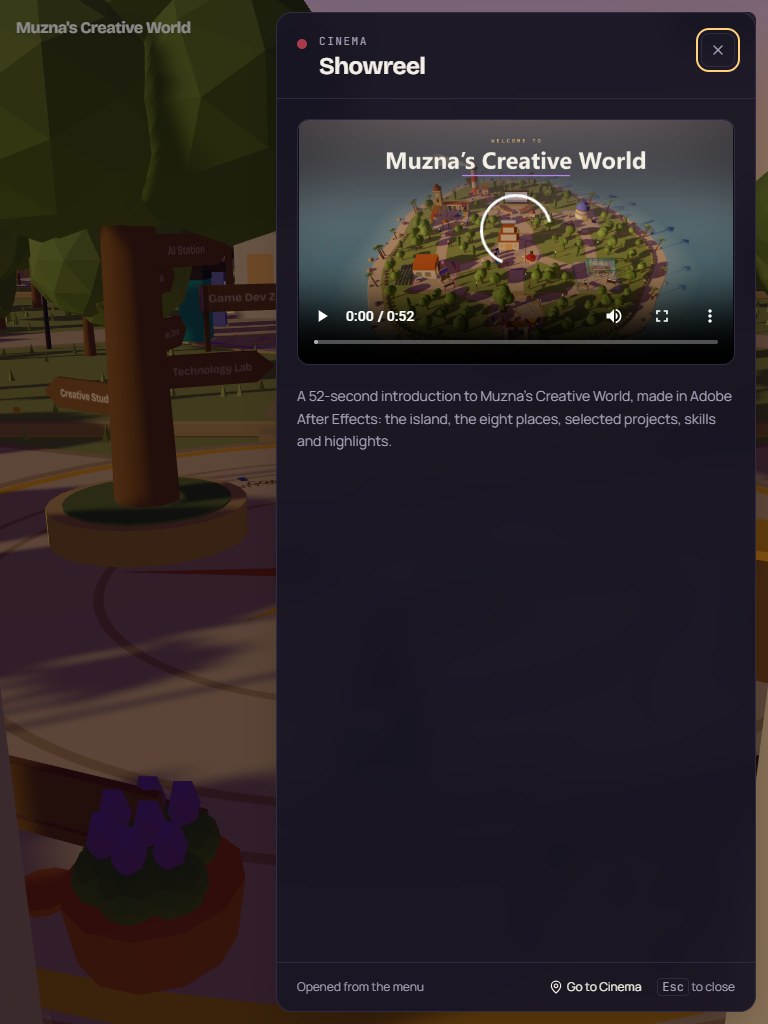 Muzna's Creative World
CINEMA
Showreel
WELCOME TO
Muzna's Creative World
0:00 / 0:52
A 52-second introduction to Muzna's Creative World, made in Adobe
After Effects: the island, the eight places, selected projects, skills
and highlights.
AI Station
Game Dev Z
Technology Lab
Creative Stud
Opened from the menu
Go to Cinema
Esc to close